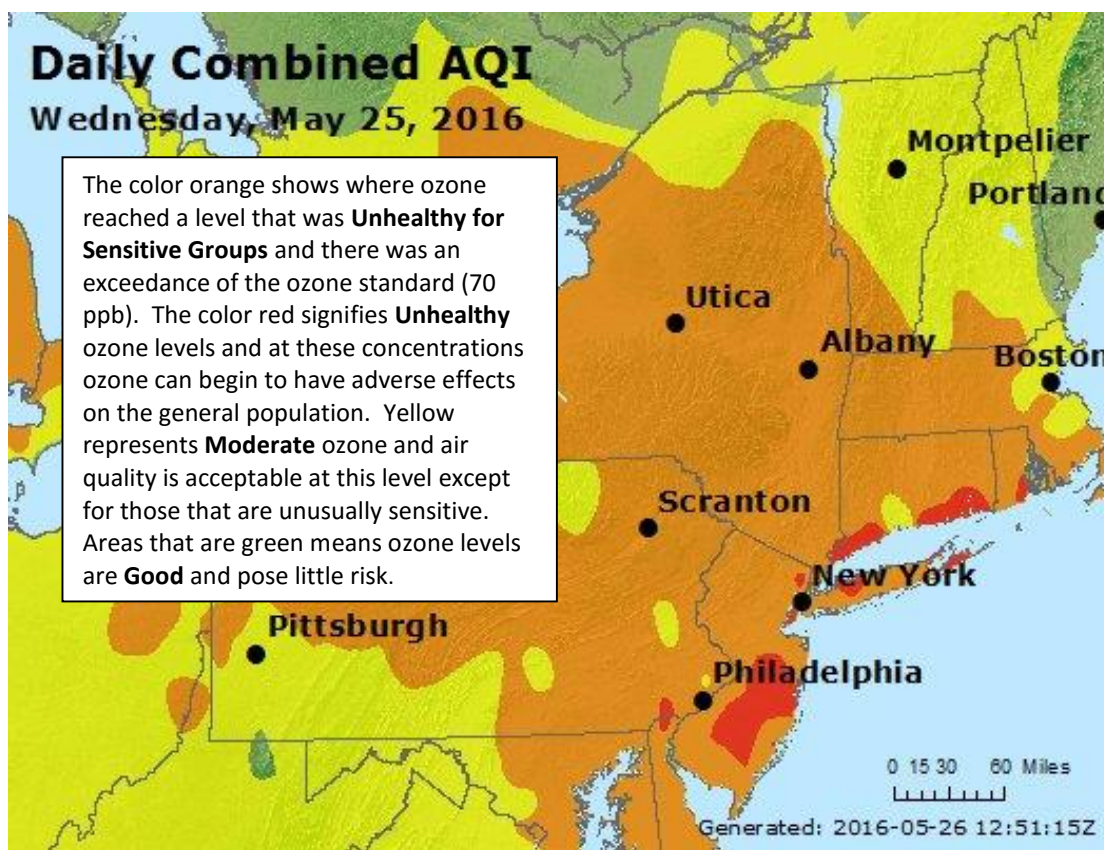 Daily Combined AQI
Wednesday, May 25, 2016
The color orange shows where ozone
reached a level that was Unhealthy for
Sensitive Groups and there was an
exceedance of the ozone standard (70
ppb). The color red signifies Unhealthy
ozone levels and at these concentrations
ozone can begin to have adverse effects
on the general population. Yellow
represents Moderate ozone and air
quality is acceptable at this level except
for those that are unusually sensitive.
Areas that are green means ozone levels
are Good and pose little risk.
Montpelier
Portland
Utica
Albany
Boston
Scranton
New York
Pittsburgh
Philadelphia
0 15 30 60 Miles
Generated: 2016-05-26 12:51:15Z